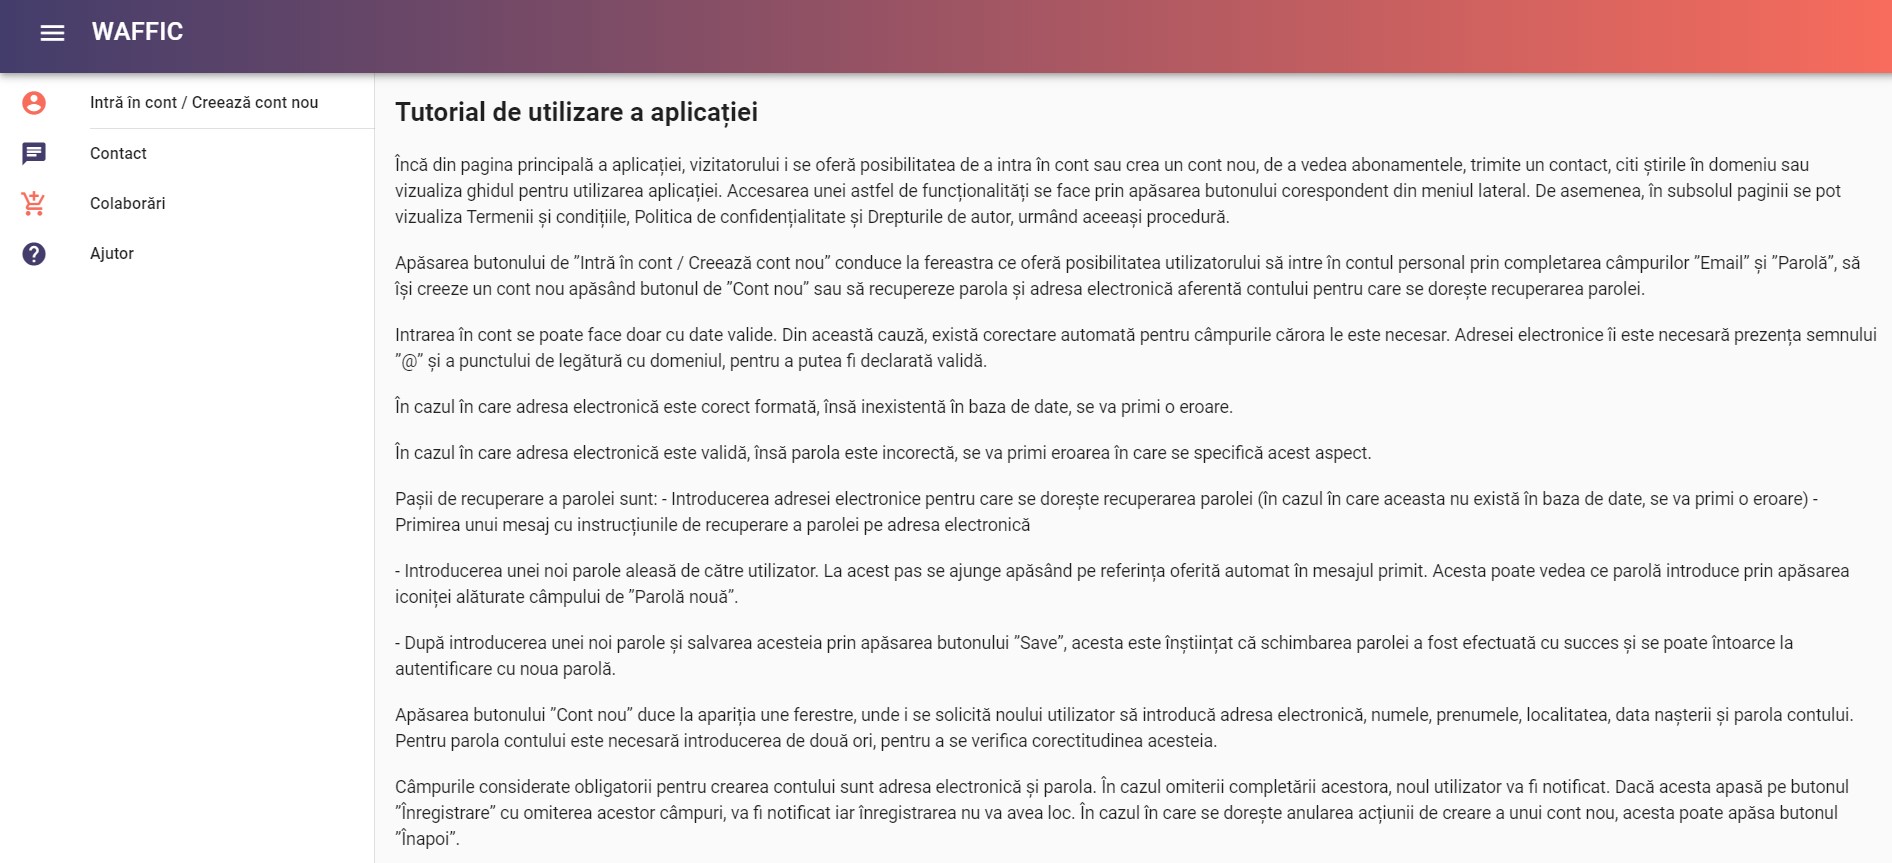 WAFFIC
Intră în cont / Creează cont nou
Contact
Colaborări
Ajutor
Tutorial de utilizare a aplicației
Încă din pagina principală a aplicației, vizitatorului i se oferă posibilitatea de a intra în cont sau crea un cont nou, de a vedea abonamentele, trimite un contact, citi știrile în domeniu sau
vizualiza ghidul pentru utilizarea aplicației. Accesarea unei astfel de funcționalități se face prin apăsarea butonului corespondent din meniul lateral. De asemenea, în subsolul paginii se pot
vizualiza Termenii și condițiile, Politica de confidențialitate și Drepturile de autor, urmând aceeași procedură.
Apăsarea butonului de ”Intră în cont / Creează cont nou” conduce la fereastra ce oferă posibilitatea utilizatorului să intre în contul personal prin completarea câmpurilor ”Email” și ”Parolă”, să
își creeze un cont nou apăsând butonul de ”Cont nou” sau să recupereze parola și adresa electronică aferentă contului pentru care se dorește recuperarea parolei.
Intrarea în cont se poate face doar cu date valide. Din această cauză, există corectare automată pentru câmpurile cărora le este necesar. Adresei electronice îi este necesară prezența semnului
”@” și a punctului de legătură cu domeniul, pentru a putea fi declarată validă.
În cazul în care adresa electronică este corect formată, însă inexistentă în baza de date, se va primi o eroare.
În cazul în care adresa electronică este validă, însă parola este incorectă, se va primi eroarea în care se specifică acest aspect.
Pașii de recuperare a parolei sunt: - Introducerea adresei electronice pentru care se dorește recuperarea parolei (în cazul în care aceasta nu există în baza de date, se va primi o eroare) -
Primirea unui mesaj cu instrucțiunile de recuperare a parolei pe adresa electronică
- Introducerea unei noi parole aleasă de către utilizator. La acest pas se ajunge apăsând pe referința oferită automat în mesajul primit. Acesta poate vedea ce parolă introduce prin apăsarea
iconiței alăturate câmpului de ”Parolă nouă”.
- După introducerea unei noi parole și salvarea acesteia prin apăsarea butonului ”Save”, acesta este înștiințat că schimbarea parolei a fost efectuată cu succes și se poate întoarce la
autentificare cu noua parolă.
Apăsarea butonului ”Cont nou” duce la apariția une ferestre, unde i se solicită noului utilizator să introducă adresa electronică, numele, prenumele, localitatea, data nașterii și parola contului.
Pentru parola contului este necesară introducerea de două ori, pentru a se verifica corectitudinea acesteia.
Câmpurile considerate obligatorii pentru crearea contului sunt adresa electronică și parola. În cazul omiterii completării acestora, noul utilizator va fi notificat. Dacă acesta apasă pe butonul
”Înregistrare” cu omiterea acestor câmpuri, va fi notificat iar înregistrarea nu va avea loc. În cazul în care se dorește anularea acțiunii de creare a unui cont nou, acesta poate apăsa butonul
”Înapoi”.